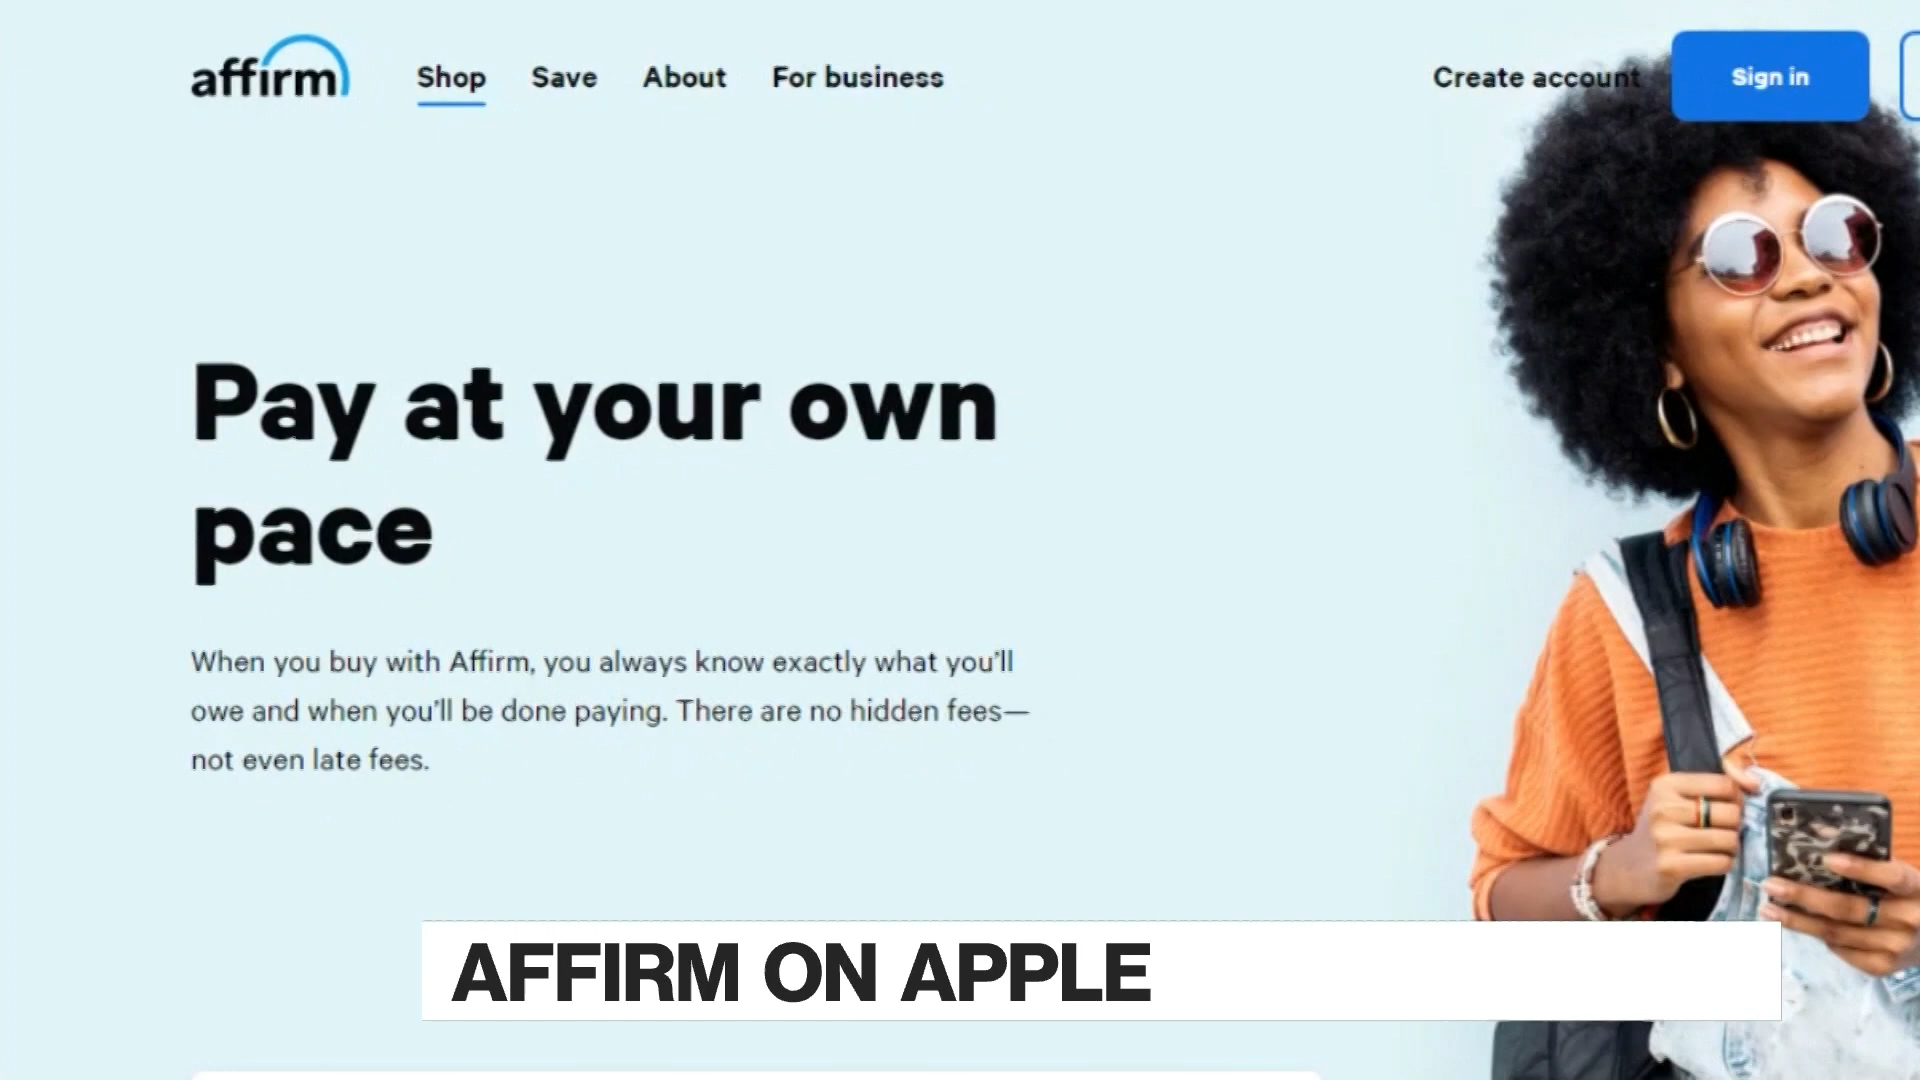 affirm
Shop Save About For business
Create account Sign in
Pay at your own
pace
When you buy with Affirm, you always know exactly what you'll
owe and when you'll be done paying. There are no hidden fees—
not even late fees.
AFFIRM ON APPLE